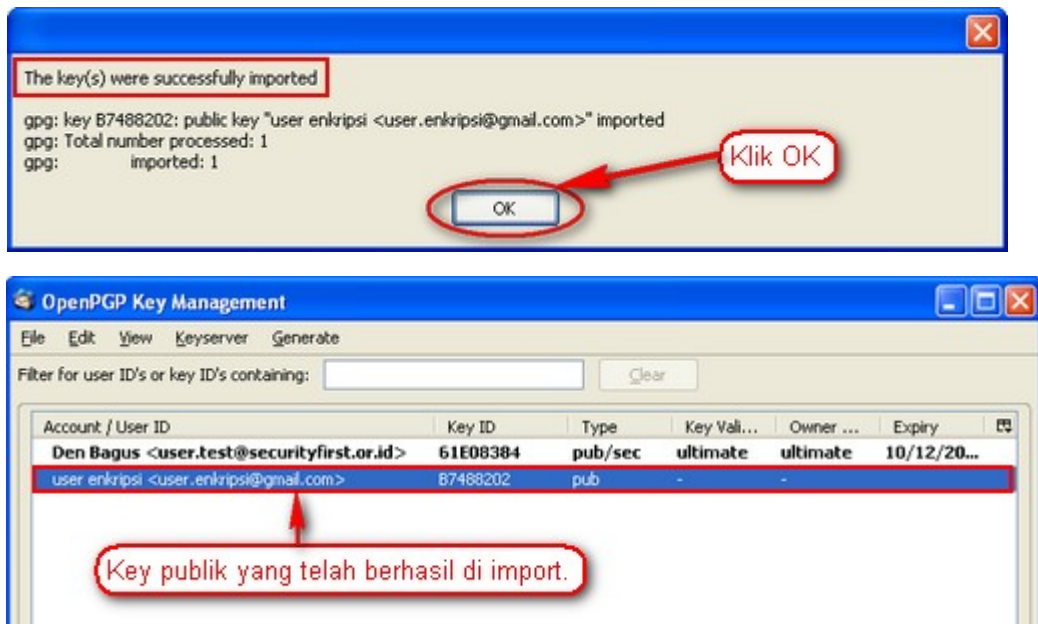 The key(s) were successfully imported
gpg: key B7488202: public key "user enkripsi <user.enkripsi@gmail.com>" imported
gpg: Total number processed: 1
gpg: imported: 1
Klik OK
OK
OpenPGP Key Management
File Edit View Keyserver Generate
Filter for user ID's or key ID's containing: Clear
Account / User ID Key ID Type Key Vali... Owner ... Expiry
Den Bagus <user.test@securityfirst.or.id> 61E08384 pub/sec ultimate ultimate 10/12/20...
user enkripsi <user.enkripsi@gmail.com> B7488202 pub - -
Key publik yang telah berhasil di import.